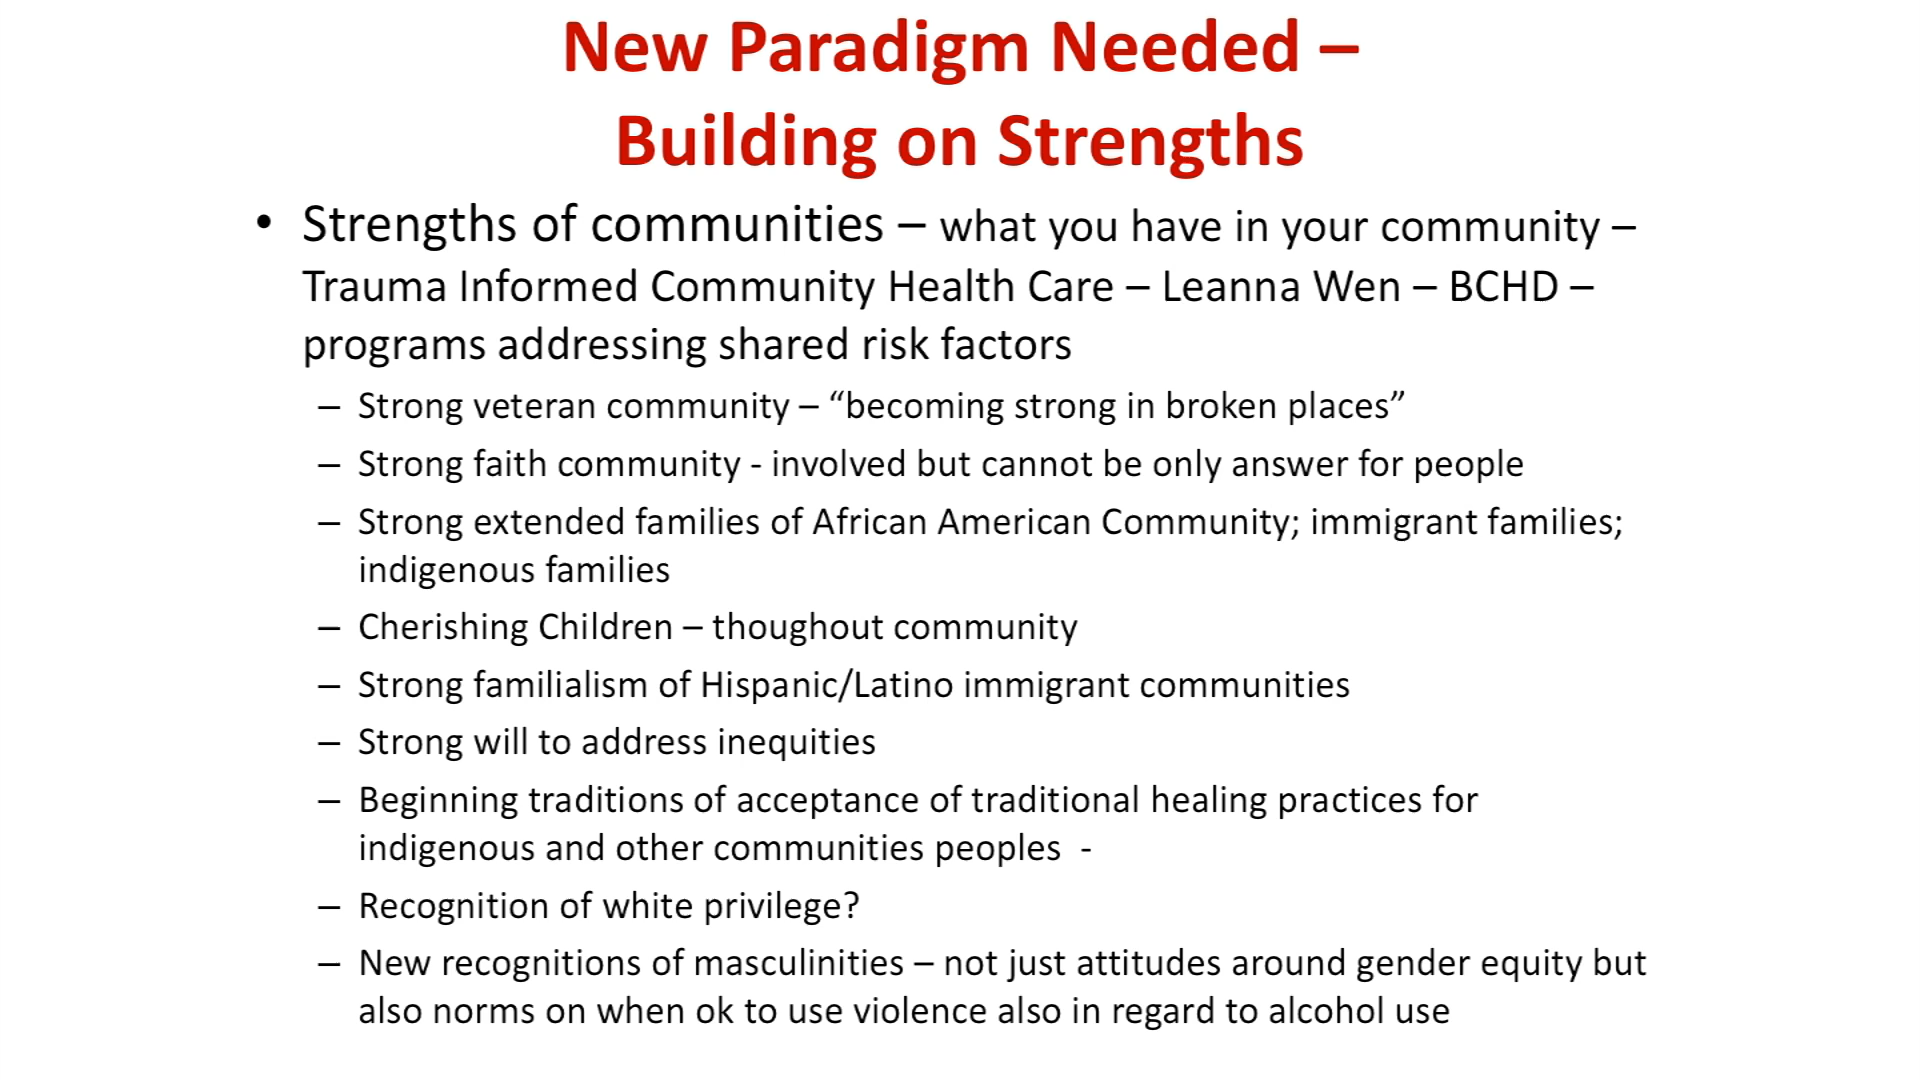 New Paradigm Needed –
Building on Strengths
• Strengths of communities – what you have in your community –
Trauma Informed Community Health Care – Leanna Wen – BCHD –
programs addressing shared risk factors
– Strong veteran community – “becoming strong in broken places”
– Strong faith community - involved but cannot be only answer for people
– Strong extended families of African American Community; immigrant families;
indigenous families
– Cherishing Children – thoughout community
– Strong familialism of Hispanic/Latino immigrant communities
– Strong will to address inequities
– Beginning traditions of acceptance of traditional healing practices for
indigenous and other communities peoples -
– Recognition of white privilege?
– New recognitions of masculinities – not just attitudes around gender equity but
also norms on when ok to use violence also in regard to alcohol use